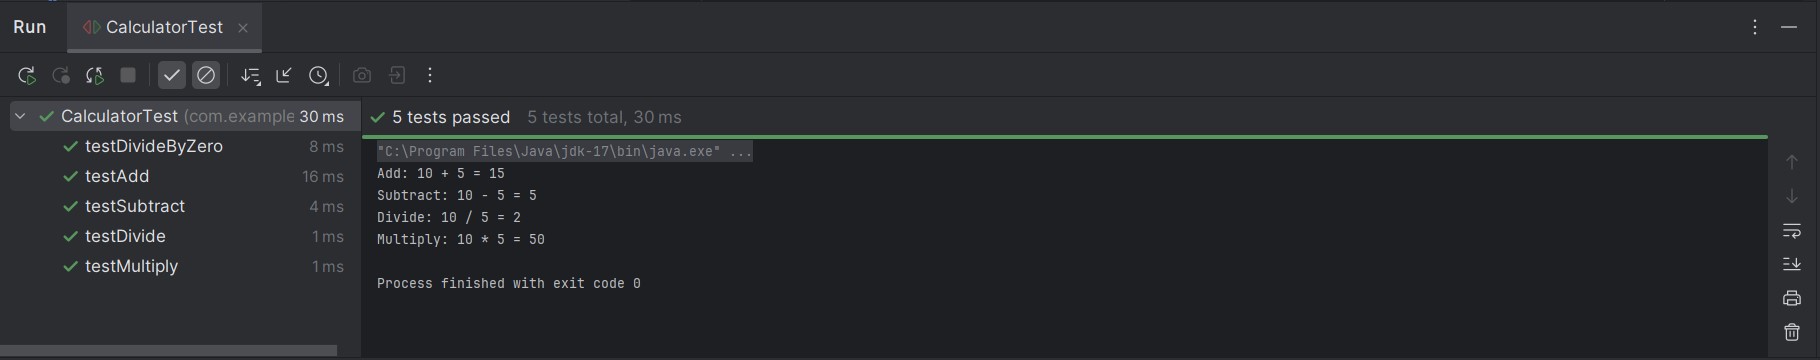 Run CalculatorTest
CalculatorTest (com.example 30 ms
testDivideByZero 8 ms
testAdd 16 ms
testSubtract 4 ms
testDivide 1 ms
testMultiply 1 ms
5 tests passed 5 tests total, 30 ms
"C:\Program Files\Java\jdk-17\bin\java.exe" ...
Add: 10 + 5 = 15
Subtract: 10 - 5 = 5
Divide: 10 / 5 = 2
Multiply: 10 * 5 = 50
Process finished with exit code 0